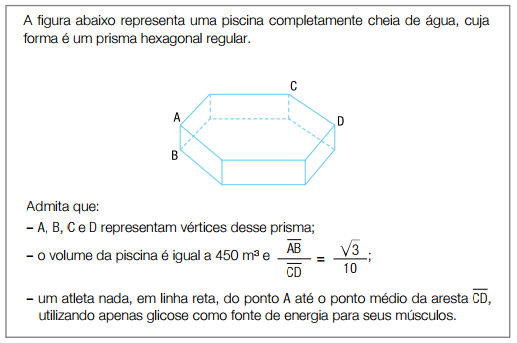 A figura abaixo representa uma piscina completamente cheia de água, cuja
forma é um prisma hexagonal regular.
C
A
D
B
Admita que:
– A, B, C e D representam vértices desse prisma;
– o volume da piscina é igual a 450 m³ e AB/CD = √3/10;
– um atleta nada, em linha reta, do ponto A até o ponto médio da aresta CD,
utilizando apenas glicose como fonte de energia para seus músculos.